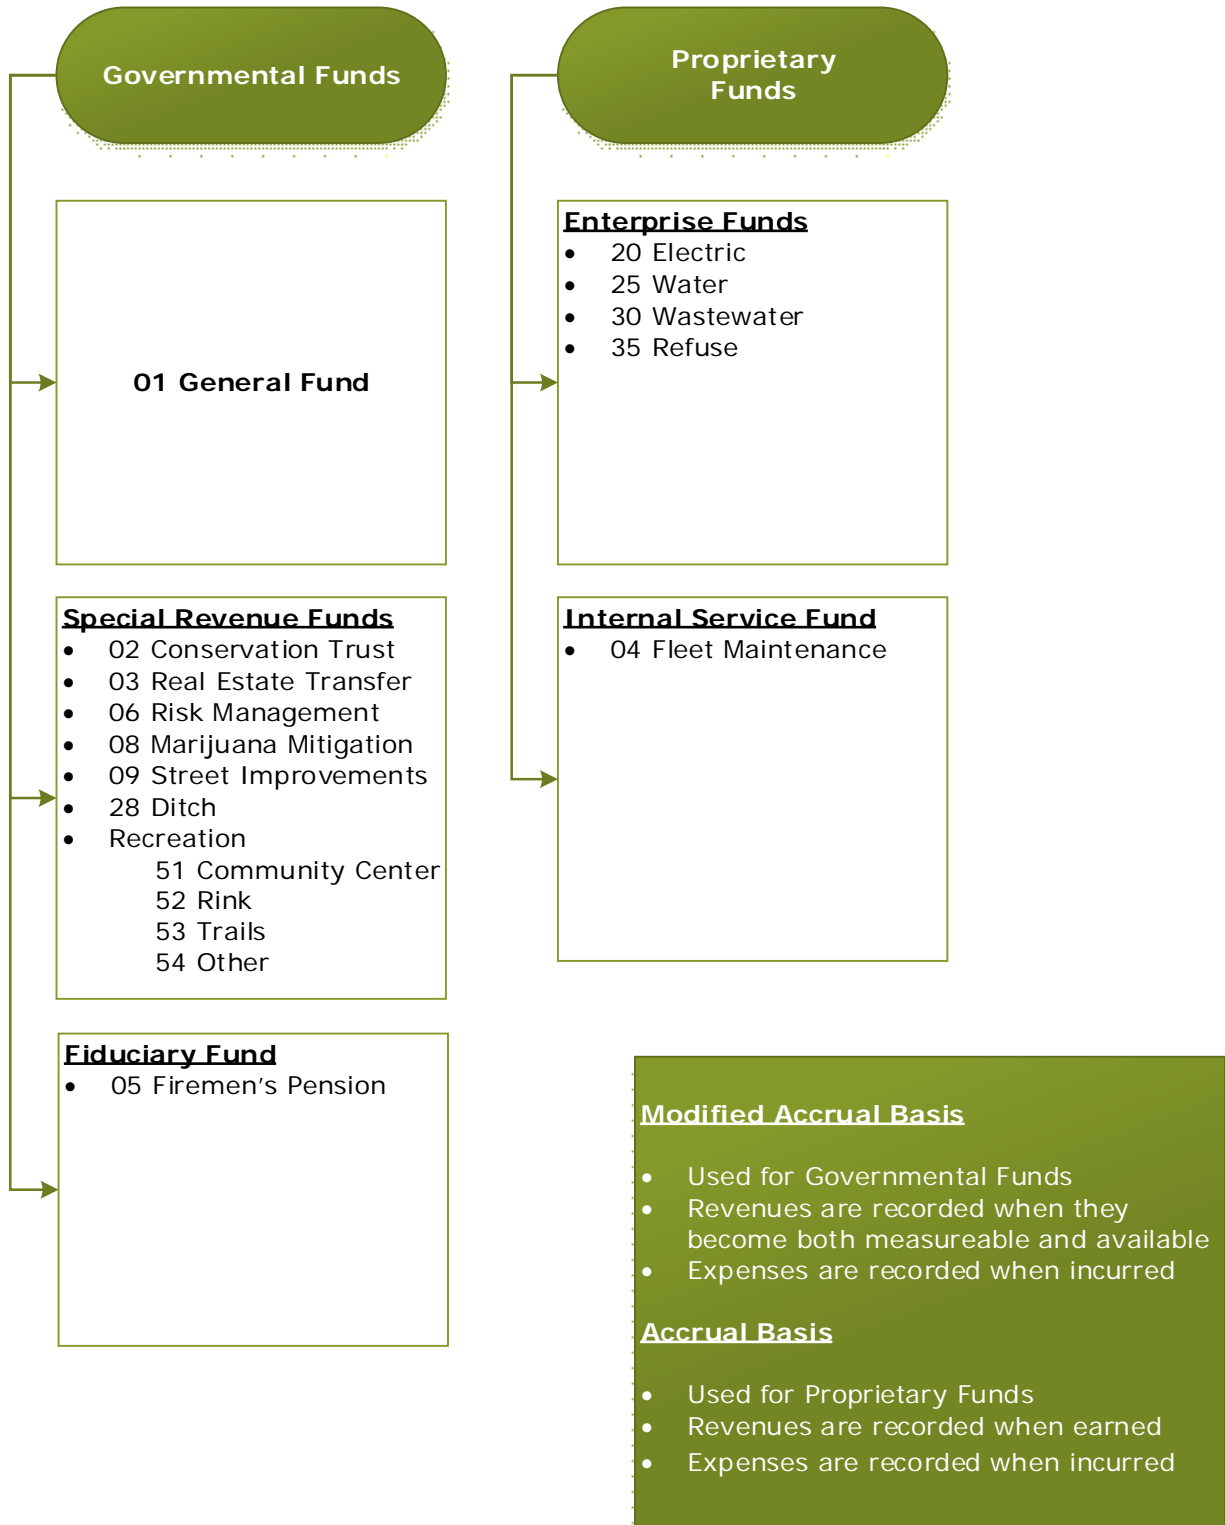 Governmental Funds
01 General Fund
Special Revenue Funds
• 02 Conservation Trust
• 03 Real Estate Transfer
• 06 Risk Management
• 08 Marijuana Mitigation
• 09 Street Improvements
• 28 Ditch
• Recreation
51 Community Center
52 Rink
53 Trails
54 Other
Fiduciary Fund
• 05 Firemen's Pension
Proprietary
Funds
Enterprise Funds
• 20 Electric
• 25 Water
• 30 Wastewater
• 35 Refuse
Internal Service Fund
• 04 Fleet Maintenance
Modified Accrual Basis
• Used for Governmental Funds
• Revenues are recorded when they
become both measureable and available
• Expenses are recorded when incurred
Accrual Basis
• Used for Proprietary Funds
• Revenues are recorded when earned
• Expenses are recorded when incurred